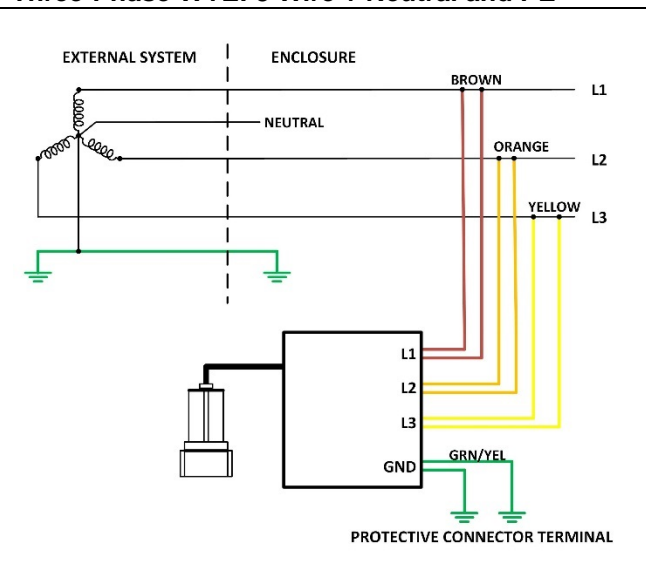 EXTERNAL SYSTEM ENCLOSURE
BROWN
L1
NEUTRAL
ORANGE
L2
YELLOW
L3
L1
L2
L3
GRN/YEL
GND
PROTECTIVE CONNECTOR TERMINAL